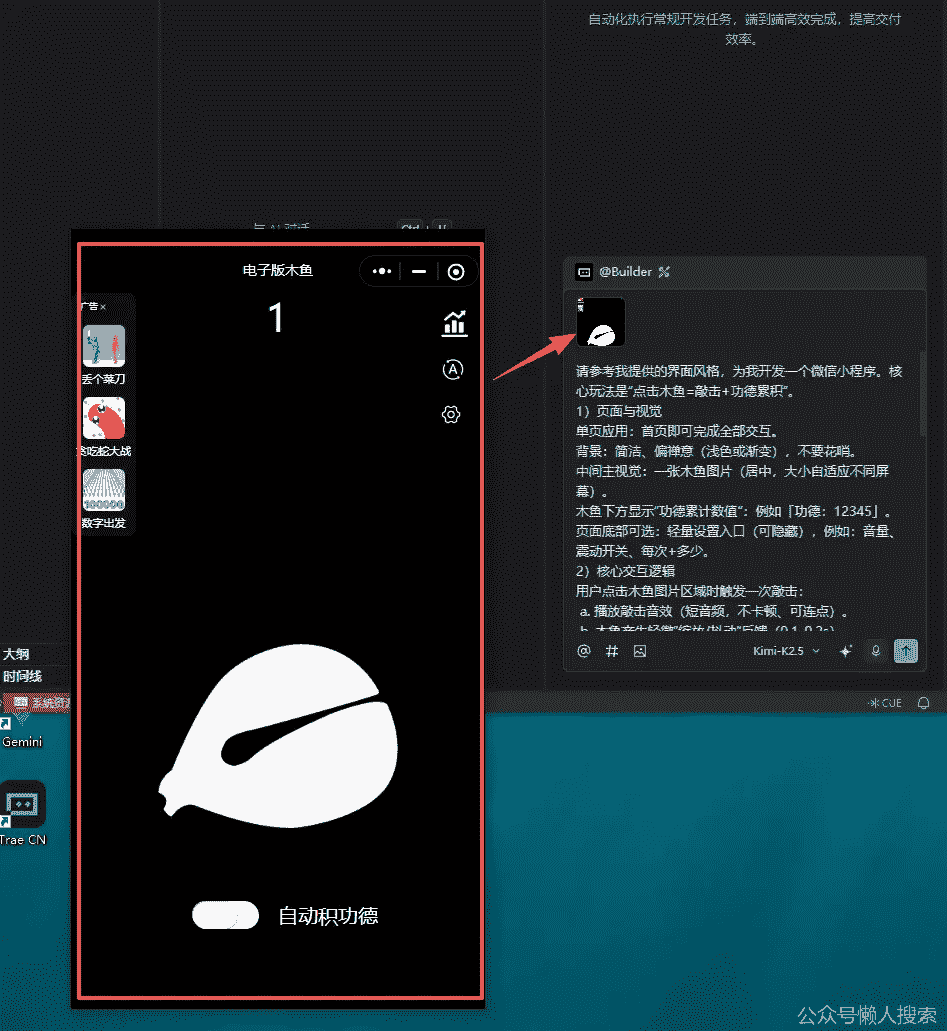 自动化执行常规开发任务，端到端高效完成，提高交付
效率。
电子版木鱼
1
广告×
丢个菜刀
贪吃蛇大战
100000
数字出发
A
自动积功德
@Builder
请参考我提供的界面风格，为我开发一个微信小程序。核
心玩法是“点击木鱼=敲击+功德累积”。
1）页面与视觉
单页应用：首页即可完成全部交互。
背景：简洁、偏禅意（浅色或渐变），不要花哨。
中间主视觉：一张木鱼图片（居中，大小自适应不同屏
幕）。
木鱼下方显示“功德累计数值”：例如「功德：12345」。
页面底部可选：轻量设置入口（可隐藏），例如：音量、
震动开关、每次+多少。
2）核心交互逻辑
用户点击木鱼图片区域时触发一次敲击：
a. 播放敲击音效（短音频，不卡顿、可连点）。
Kimi-K2.5
CUE
大纲
时间线
Gemini
Trae CN
公众号懒人搜索